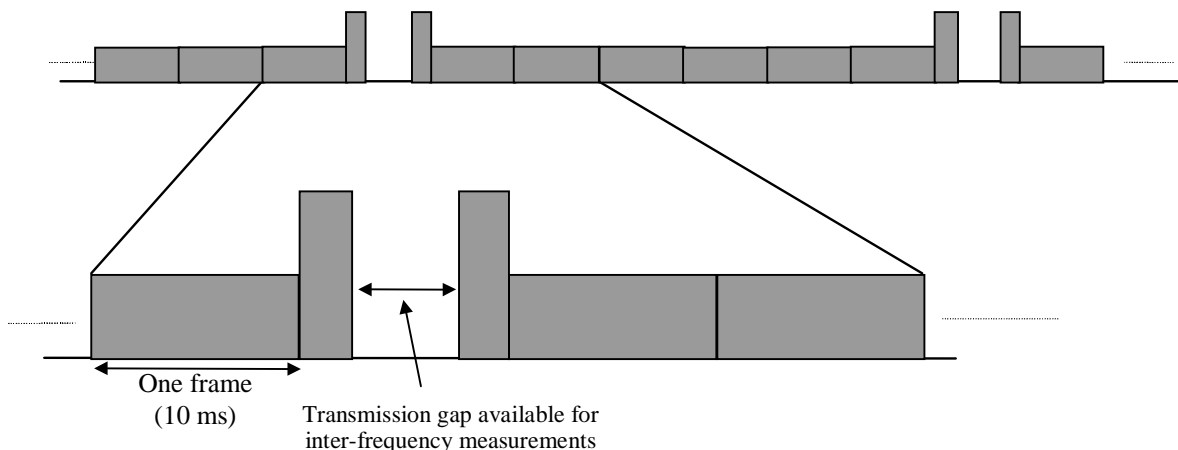 One frame
(10 ms)
Transmission gap available for
inter-frequency measurements